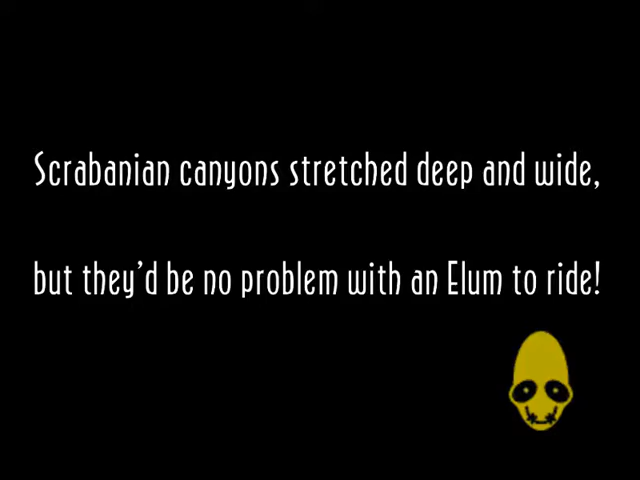 Scrabanian canyons stretched deep and wide,
but they'd be no problem with an Elum to ride!